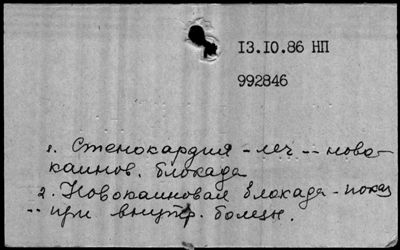 13.10.86 НП
992846
1. Стенокардия - леч -- ново-
каинов. блокада
2. Новокаиновая блокада - показ
-- при внутр. болезн.